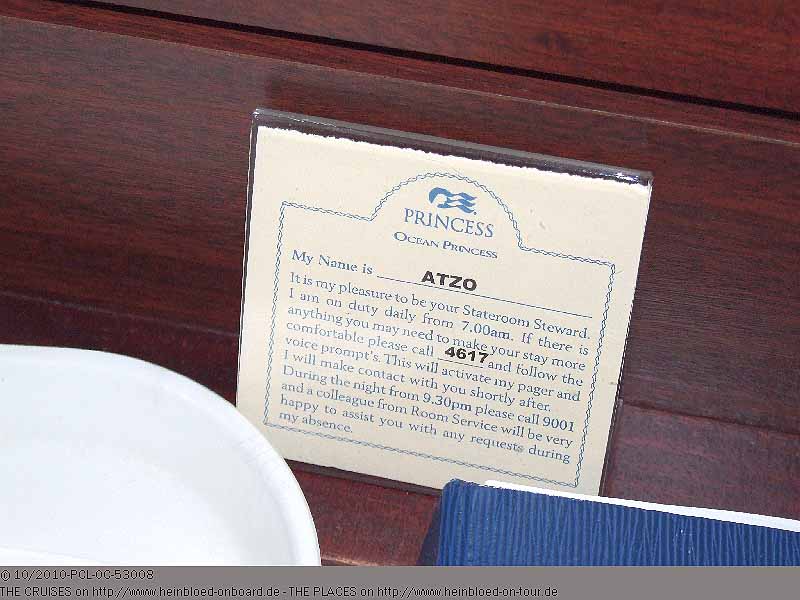 PRINCESS
OCEAN PRINCESS
My Name is ATZO
It is my pleasure to be your Stateroom Steward.
I am on duty daily from 7.00am. If there is
anything you may need to make your stay more
comfortable please call 4617 and follow the
voice prompt's. This will activate my pager and
I will make contact with you shortly after.
During the night from 9.30pm please call 9001
and a colleague from Room Service will be very
happy to assist you with any requests during
my absence.
© 10/2010-PCL-OC-53008
THE CRUISES on http://www.heinbloed-onboard.de - THE PLACES on http://www.heinbloed-on-tour.de